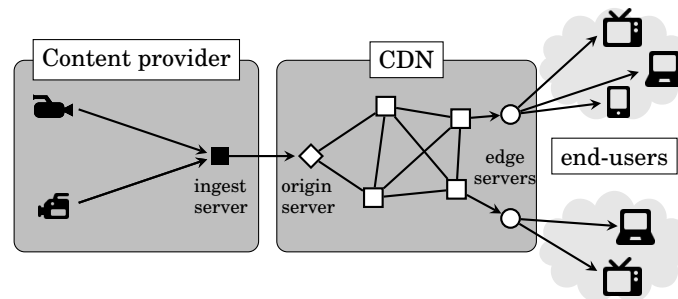 Content provider
CDN
ingest
server
origin
server
edge
servers
end-users